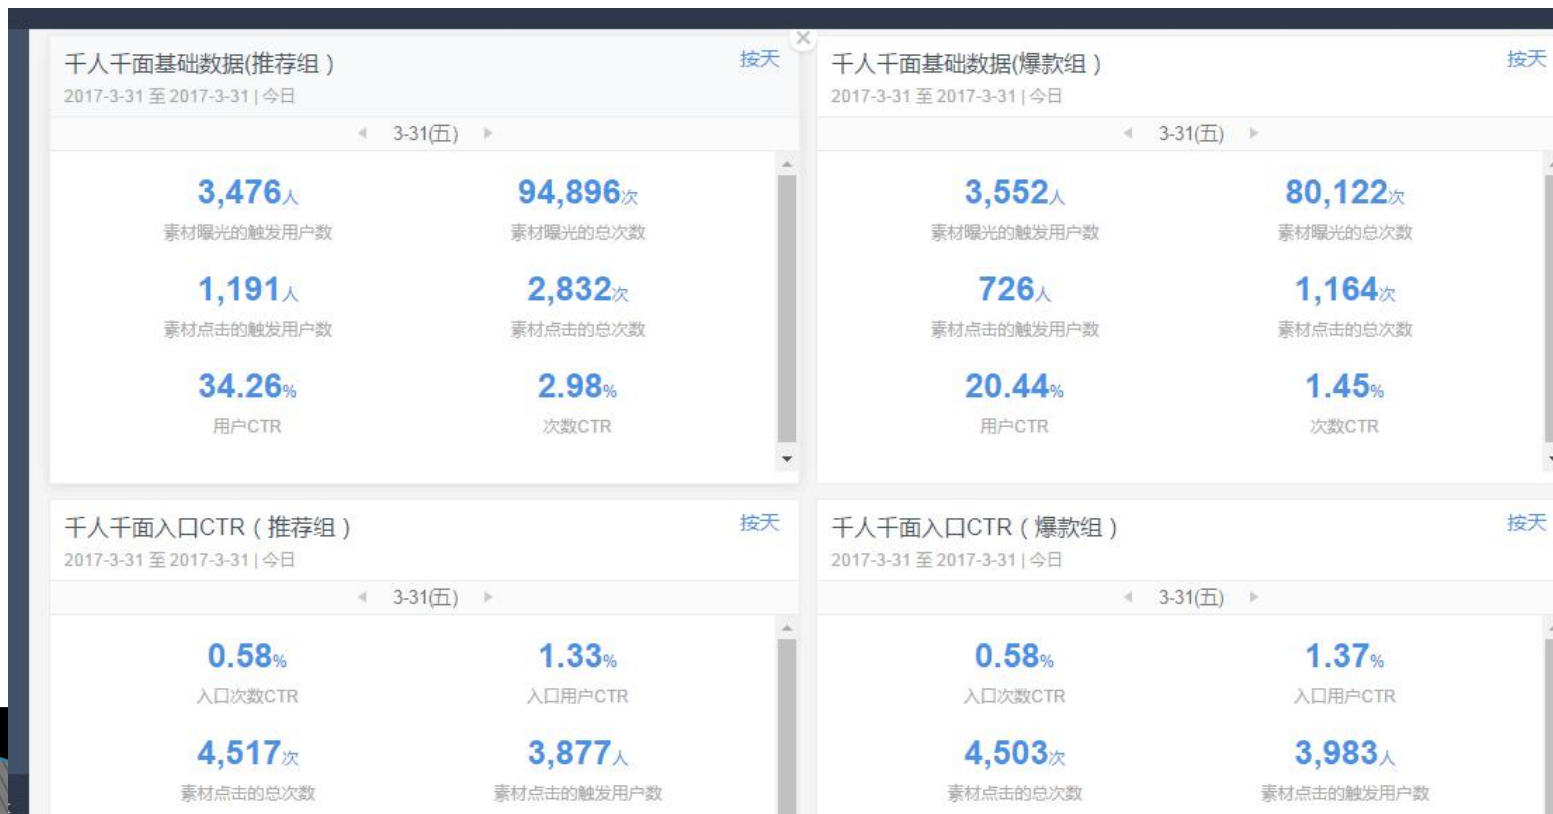 千人千面基础数据(推荐组)
按天
2017-3-31 至 2017-3-31 | 今日
3-31(五)
3,476人 94,896次
素材曝光的触发用户数 素材曝光的总次数
1,191人 2,832次
素材点击的触发用户数 素材点击的总次数
34.26% 2.98%
用户CTR 次数CTR
千人千面基础数据(爆款组)
按天
2017-3-31 至 2017-3-31 | 今日
3-31(五)
3,552人 80,122次
素材曝光的触发用户数 素材曝光的总次数
726人 1,164次
素材点击的触发用户数 素材点击的总次数
20.44% 1.45%
用户CTR 次数CTR
千人千面入口CTR(推荐组)
按天
2017-3-31 至 2017-3-31 | 今日
3-31(五)
0.58% 1.33%
入口次数CTR 入口用户CTR
4,517次 3,877人
素材点击的总次数 素材点击的触发用户数
千人千面入口CTR(爆款组)
按天
2017-3-31 至 2017-3-31 | 今日
3-31(五)
0.58% 1.37%
入口次数CTR 入口用户CTR
4,503次 3,983人
素材点击的总次数 素材点击的触发用户数